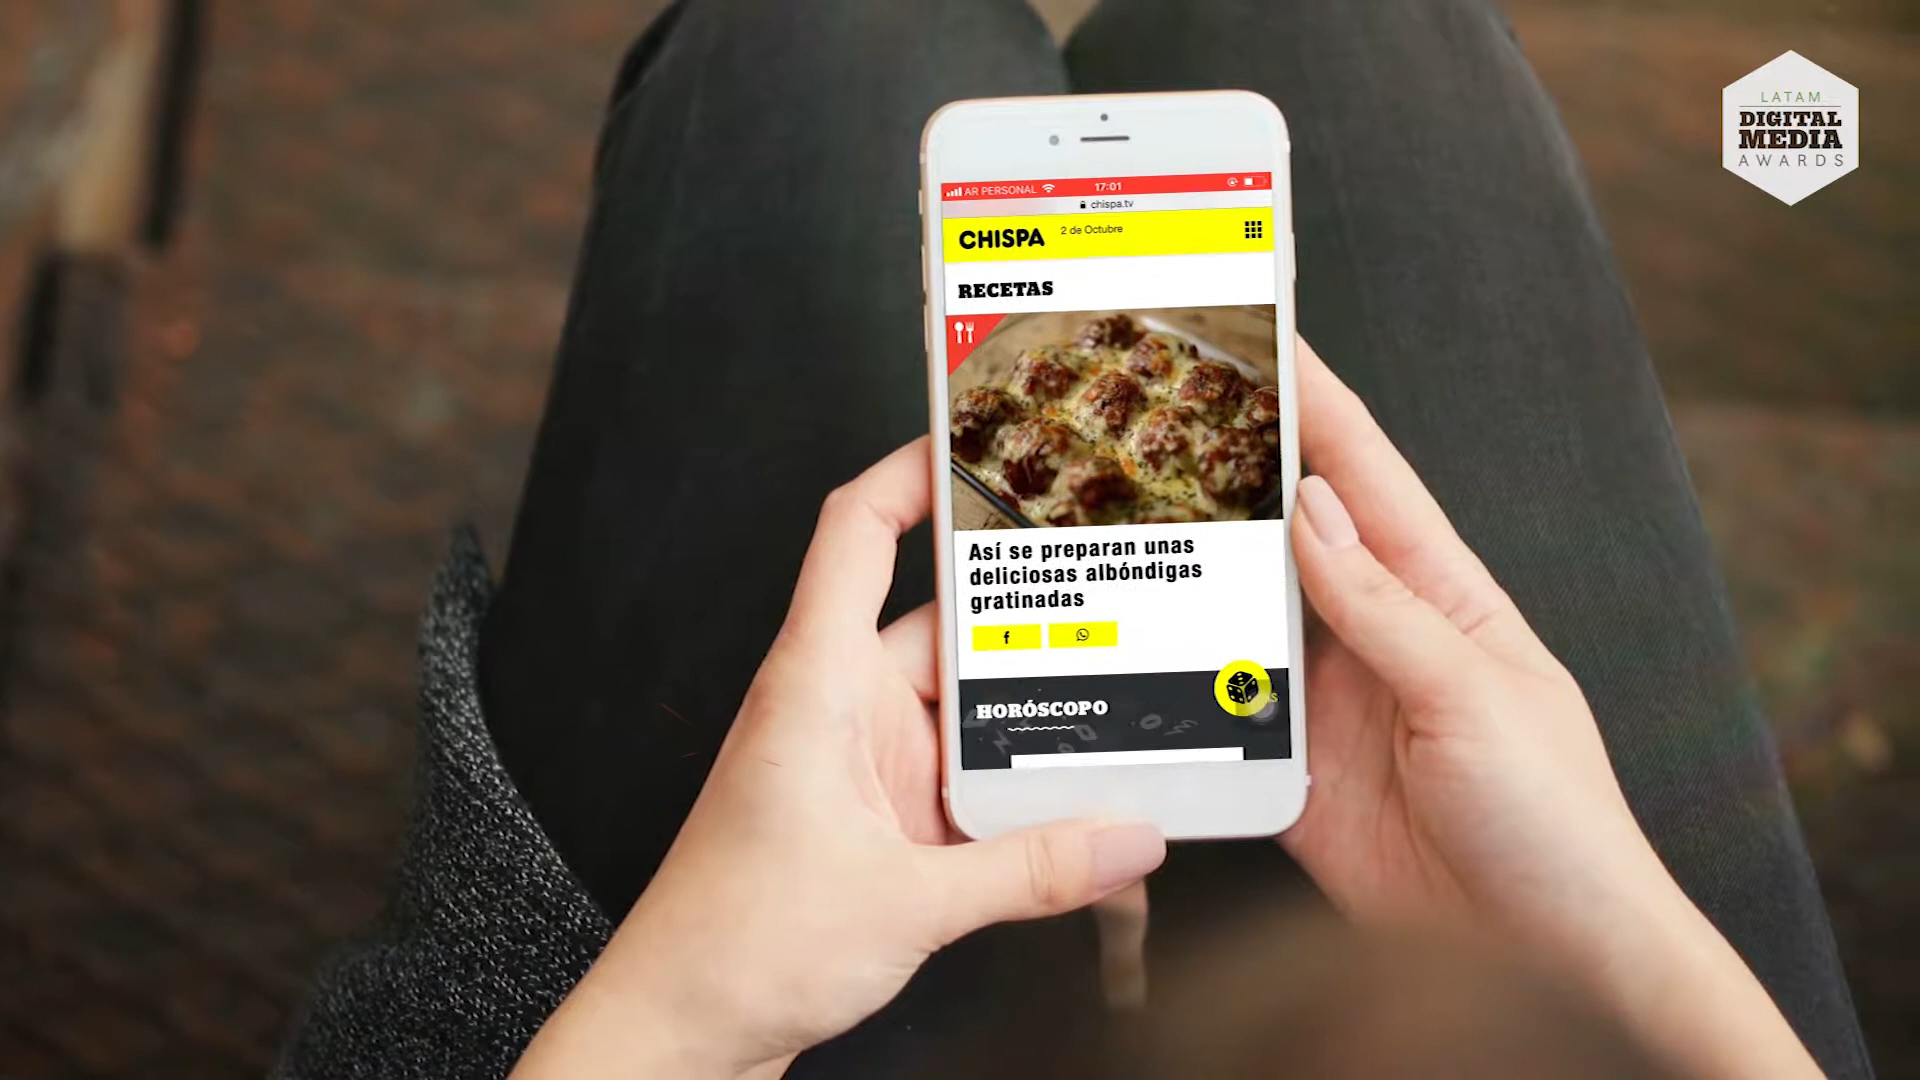 LATAM
DIGITAL
MEDIA
AWARDS
AR PERSONAL
17:01
chispa.tv
CHISPA
2 de Octubre
RECETAS
Así se preparan unas
deliciosas albóndigas
gratinadas
HORÓSCOPO